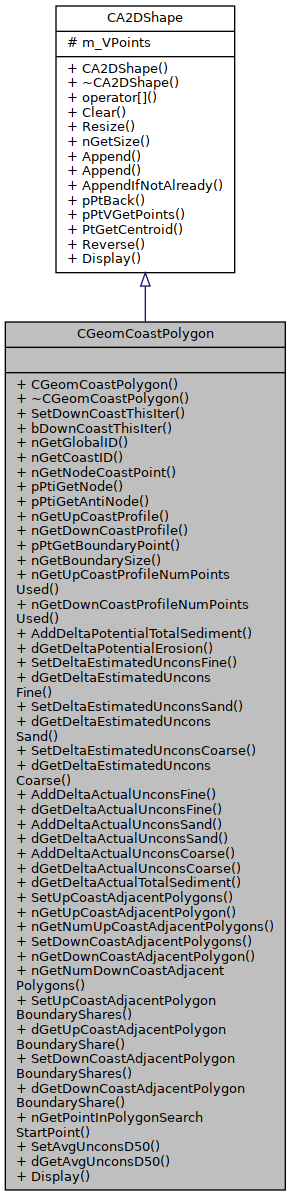 CA2DShape
# m_VPoints
+ CA2DShape()
+ ~CA2DShape()
+ operator[]()
+ Clear()
+ Resize()
+ nGetSize()
+ Append()
+ Append()
+ AppendIfNotAlready()
+ pPtBack()
+ pPtVGetPoints()
+ PtGetCentroid()
+ Reverse()
+ Display()
CGeomCoastPolygon
+ CGeomCoastPolygon()
+ ~CGeomCoastPolygon()
+ SetDownCoastThisIter()
+ bDownCoastThisIter()
+ nGetGlobalID()
+ nGetCoastID()
+ nGetNodeCoastPoint()
+ pPtiGetNode()
+ pPtiGetAntiNode()
+ nGetUpCoastProfile()
+ nGetDownCoastProfile()
+ pPtGetBoundaryPoint()
+ nGetBoundarySize()
+ nGetUpCoastProfileNumPoints
Used()
+ nGetDownCoastProfileNumPoints
Used()
+ AddDeltaPotentialTotalSediment()
+ dGetDeltaPotentialErosion()
+ SetDeltaEstimatedUnconsFine()
+ dGetDeltaEstimatedUncons
Fine()
+ SetDeltaEstimatedUnconsSand()
+ dGetDeltaEstimatedUncons
Sand()
+ SetDeltaEstimatedUnconsCoarse()
+ dGetDeltaEstimatedUncons
Coarse()
+ AddDeltaActualUnconsFine()
+ dGetDeltaActualUnconsFine()
+ AddDeltaActualUnconsSand()
+ dGetDeltaActualUnconsSand()
+ AddDeltaActualUnconsCoarse()
+ dGetDeltaActualUnconsCoarse()
+ dGetDeltaActualTotalSediment()
+ SetUpCoastAdjacentPolygons()
+ nGetUpCoastAdjacentPolygon()
+ nGetNumUpCoastAdjacentPolygons()
+ SetDownCoastAdjacentPolygons()
+ nGetDownCoastAdjacentPolygon()
+ nGetNumDownCoastAdjacent
Polygons()
+ SetUpCoastAdjacentPolygon
BoundaryShares()
+ dGetUpCoastAdjacentPolygon
BoundaryShare()
+ SetDownCoastAdjacentPolygon
BoundaryShares()
+ dGetDownCoastAdjacentPolygon
BoundaryShare()
+ nGetPointInPolygonSearch
StartPoint()
+ SetAvgUnconsD50()
+ dGetAvgUnconsD50()
+ Display()